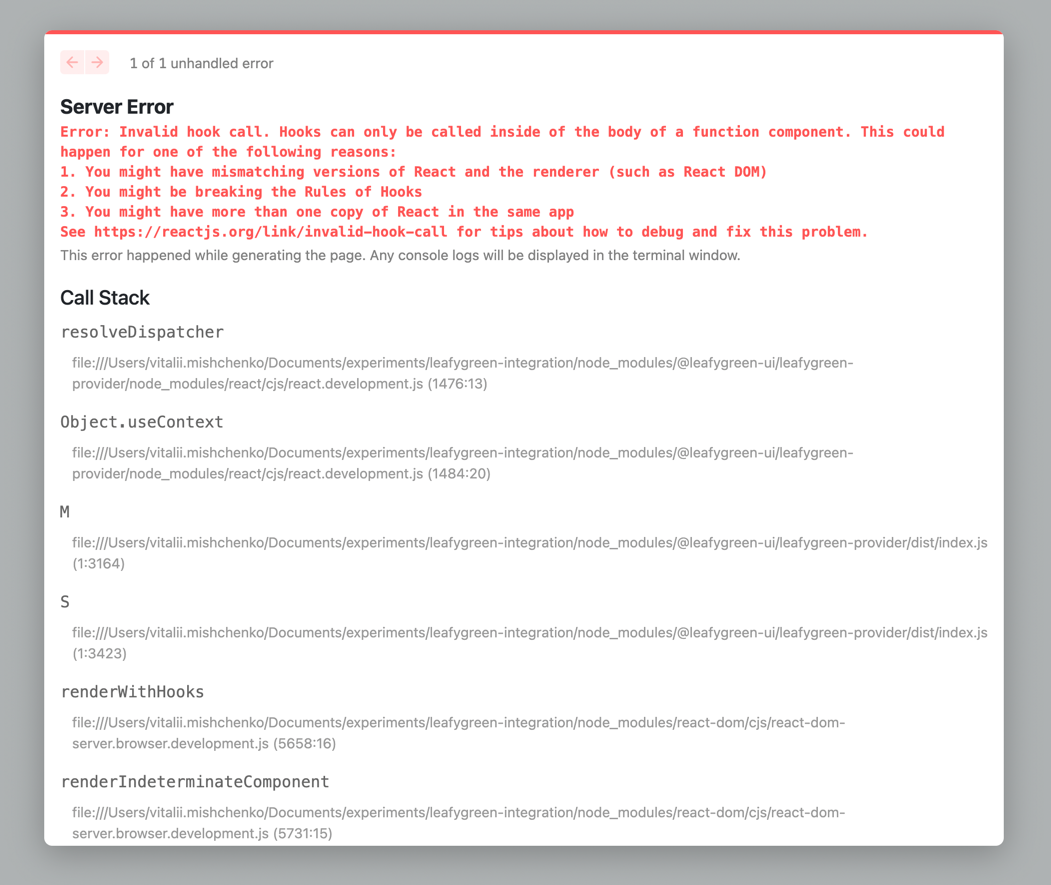 1 of 1 unhandled error
Server Error
Error: Invalid hook call. Hooks can only be called inside of the body of a function component. This could
happen for one of the following reasons:
1. You might have mismatching versions of React and the renderer (such as React DOM)
2. You might be breaking the Rules of Hooks
3. You might have more than one copy of React in the same app
See https://reactjs.org/link/invalid-hook-call for tips about how to debug and fix this problem.
This error happened while generating the page. Any console logs will be displayed in the terminal window.
Call Stack
resolveDispatcher
file:///Users/vitalii.mishchenko/Documents/experiments/leafygreen-integration/node_modules/@leafygreen-ui/leafygreen-
provider/node_modules/react/cjs/react.development.js (1476:13)
Object.useContext
file:///Users/vitalii.mishchenko/Documents/experiments/leafygreen-integration/node_modules/@leafygreen-ui/leafygreen-
provider/node_modules/react/cjs/react.development.js (1484:20)
M
file:///Users/vitalii.mishchenko/Documents/experiments/leafygreen-integration/node_modules/@leafygreen-ui/leafygreen-provider/dist/index.js
(1:3164)
S
file:///Users/vitalii.mishchenko/Documents/experiments/leafygreen-integration/node_modules/@leafygreen-ui/leafygreen-provider/dist/index.js
(1:3423)
renderWithHooks
file:///Users/vitalii.mishchenko/Documents/experiments/leafygreen-integration/node_modules/react-dom/cjs/react-dom-
server.browser.development.js (5658:16)
renderIndeterminateComponent
file:///Users/vitalii.mishchenko/Documents/experiments/leafygreen-integration/node_modules/react-dom/cjs/react-dom-
server.browser.development.js (5731:15)